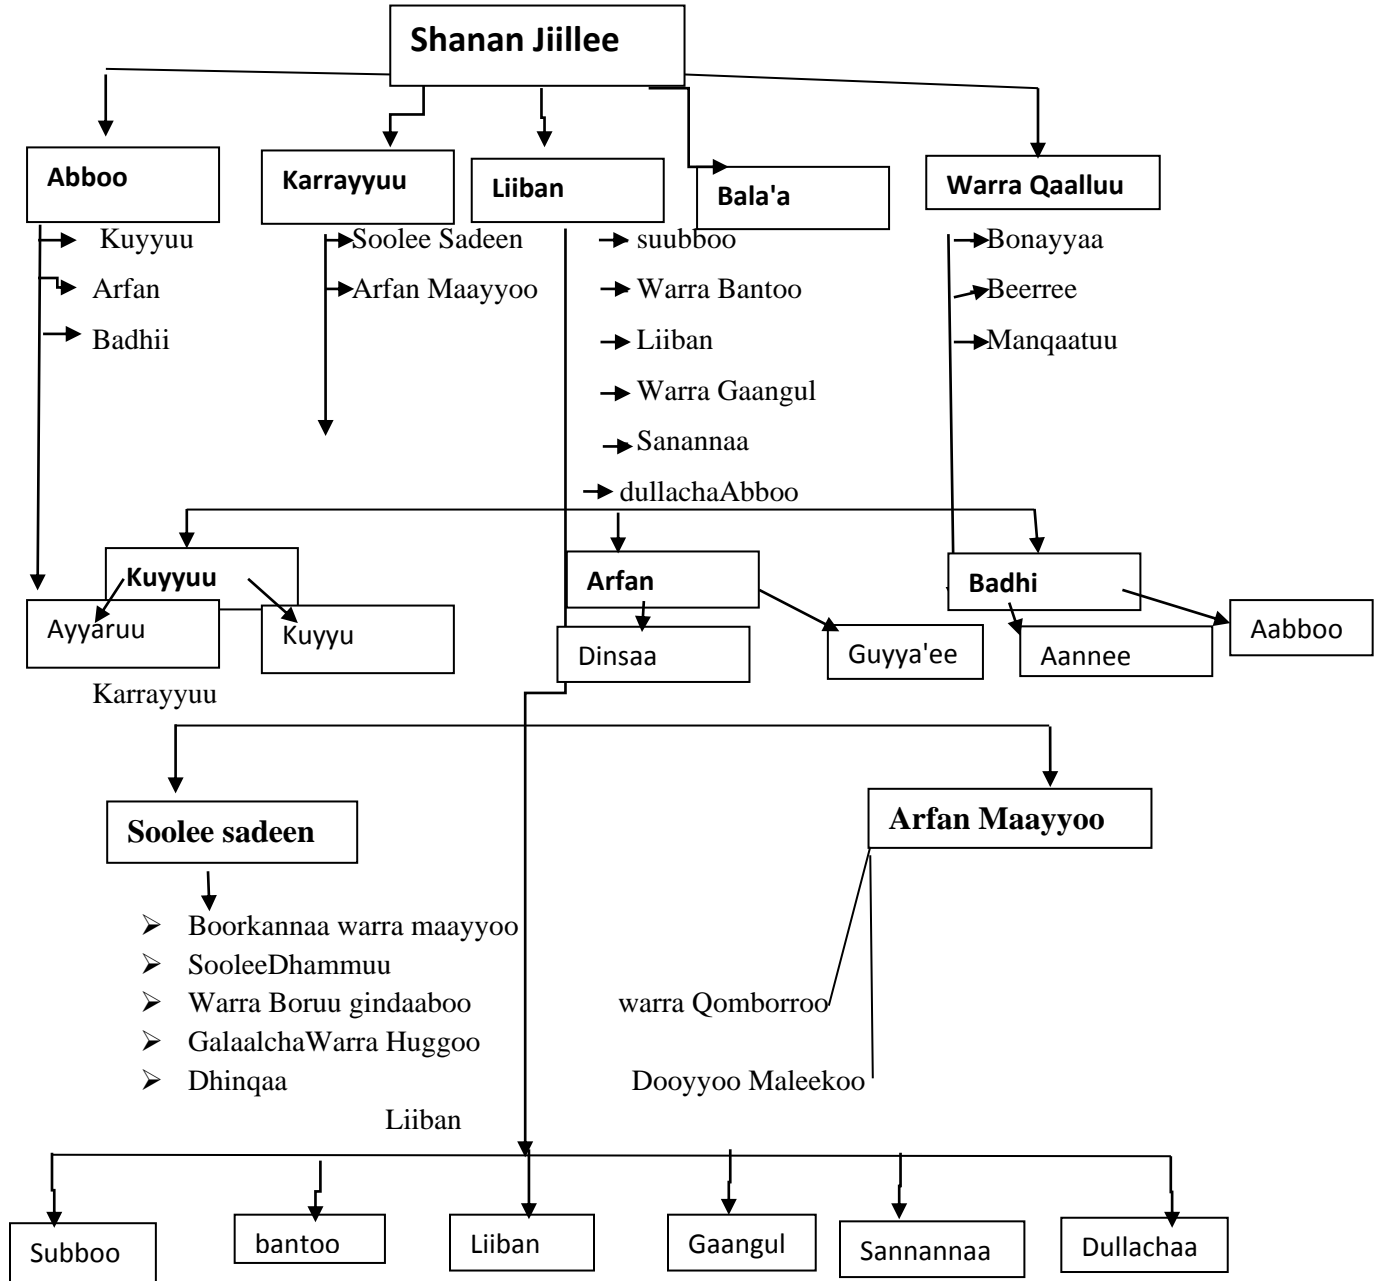 Shanan Jiillee
Abboo
Karrayyuu
Liiban
Bala'a
Warra Qaalluu
Kuyyuu
Arfan
Badhii
Soolee Sadeen
Arfan Maayyoo
suubboo
Warra Bantoo
Liiban
Warra Gaangul
Sanannaa
dullachaAbboo
Bonayyaa
Beerree
Manqaatuu
Kuyyuu
Arfan
Badhi
Ayyaruu
Kuyyu
Dinsaa
Guyya'ee
Aannee
Aabboo
Karrayyuu
Soolee sadeen
Arfan Maayyoo
➢ Boorkannaa warra maayyoo
➢ SooleeDhammuu
➢ Warra Boruu gindaaboo
➢ GalaalchaWarra Huggoo
➢ Dhinqaa
warra Qomborroo
Dooyyoo Maleekoo
Liiban
Subboo
bantoo
Liiban
Gaangul
Sannannaa
Dullachaa